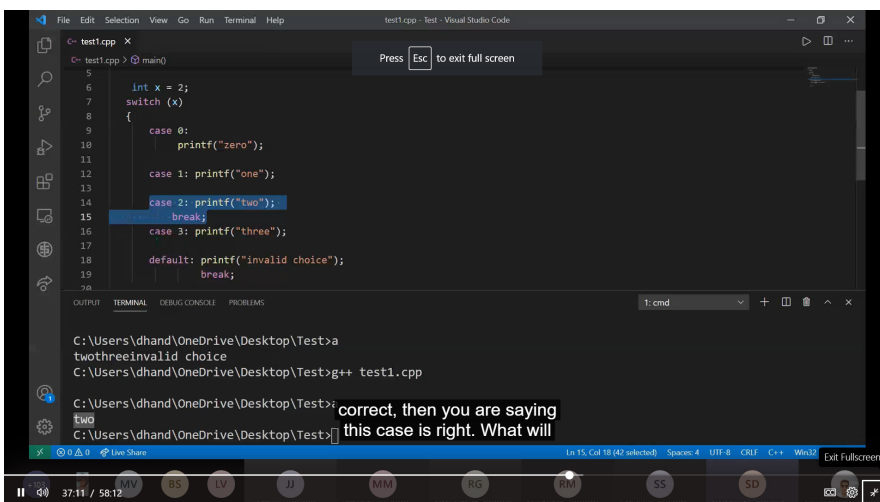 File Edit Selection View Go Run Terminal Help
test1.cpp - Test - Visual Studio Code
test1.cpp
test1.cpp > main()
Press Esc to exit full screen
5
6 int x = 2;
7 switch (x)
8 {
9 case 0:
10 printf("zero");
11
12 case 1: printf("one");
13
14 case 2: printf("two");
15 break;
16 case 3: printf("three");
17
18 default: printf("invalid choice");
19 break;
20
OUTPUT TERMINAL DEBUG CONSOLE PROBLEMS
1: cmd
C:\Users\dhand\OneDrive\Desktop\Test>a
twothreeinvalid choice
C:\Users\dhand\OneDrive\Desktop\Test>g++ test1.cpp
C:\Users\dhand\OneDrive\Desktop\Test>a
two
C:\Users\dhand\OneDrive\Desktop\Test>
correct, then you are saying
this case is right. What will
0 0 Live Share
Ln 15, Col 18 (42 selected) Spaces: 4 UTF-8 CRLF C++ Win32
Exit Fullscreen
+103 MV BS LV JJ MM RG RM SS SD
37:11 / 58:12